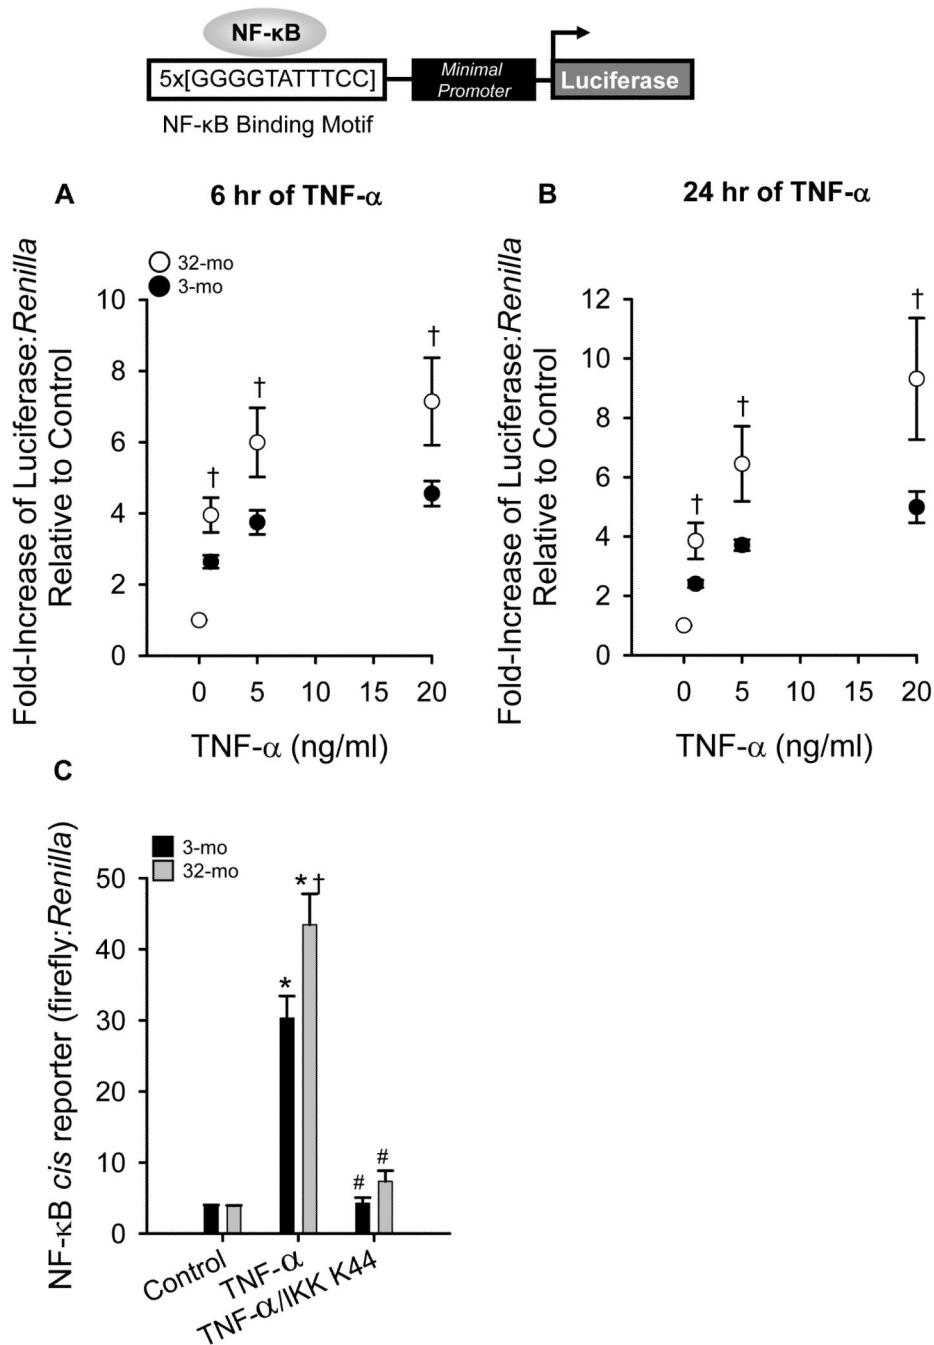 NF-κB
5x[GGGGTATTTCC]
Minimal
Promoter
Luciferase
NF-κB Binding Motif
A
6 hr of TNF-α
B
24 hr of TNF-α
Fold-Increase of Luciferase:Renilla
Relative to Control
32-mo
3-mo
10
8
6
4
2
0
†
†
†
0
5
10
15
20
TNF-α (ng/ml)
Fold-Increase of Luciferase:Renilla
Relative to Control
12
10
8
6
4
2
0
†
†
†
0
5
10
15
20
TNF-α (ng/ml)
C
NF-κB cis reporter (firefly:Renilla)
3-mo
32-mo
50
40
30
20
10
0
*
*†
#
#
Control
TNF-α
TNF-α/IKK K44